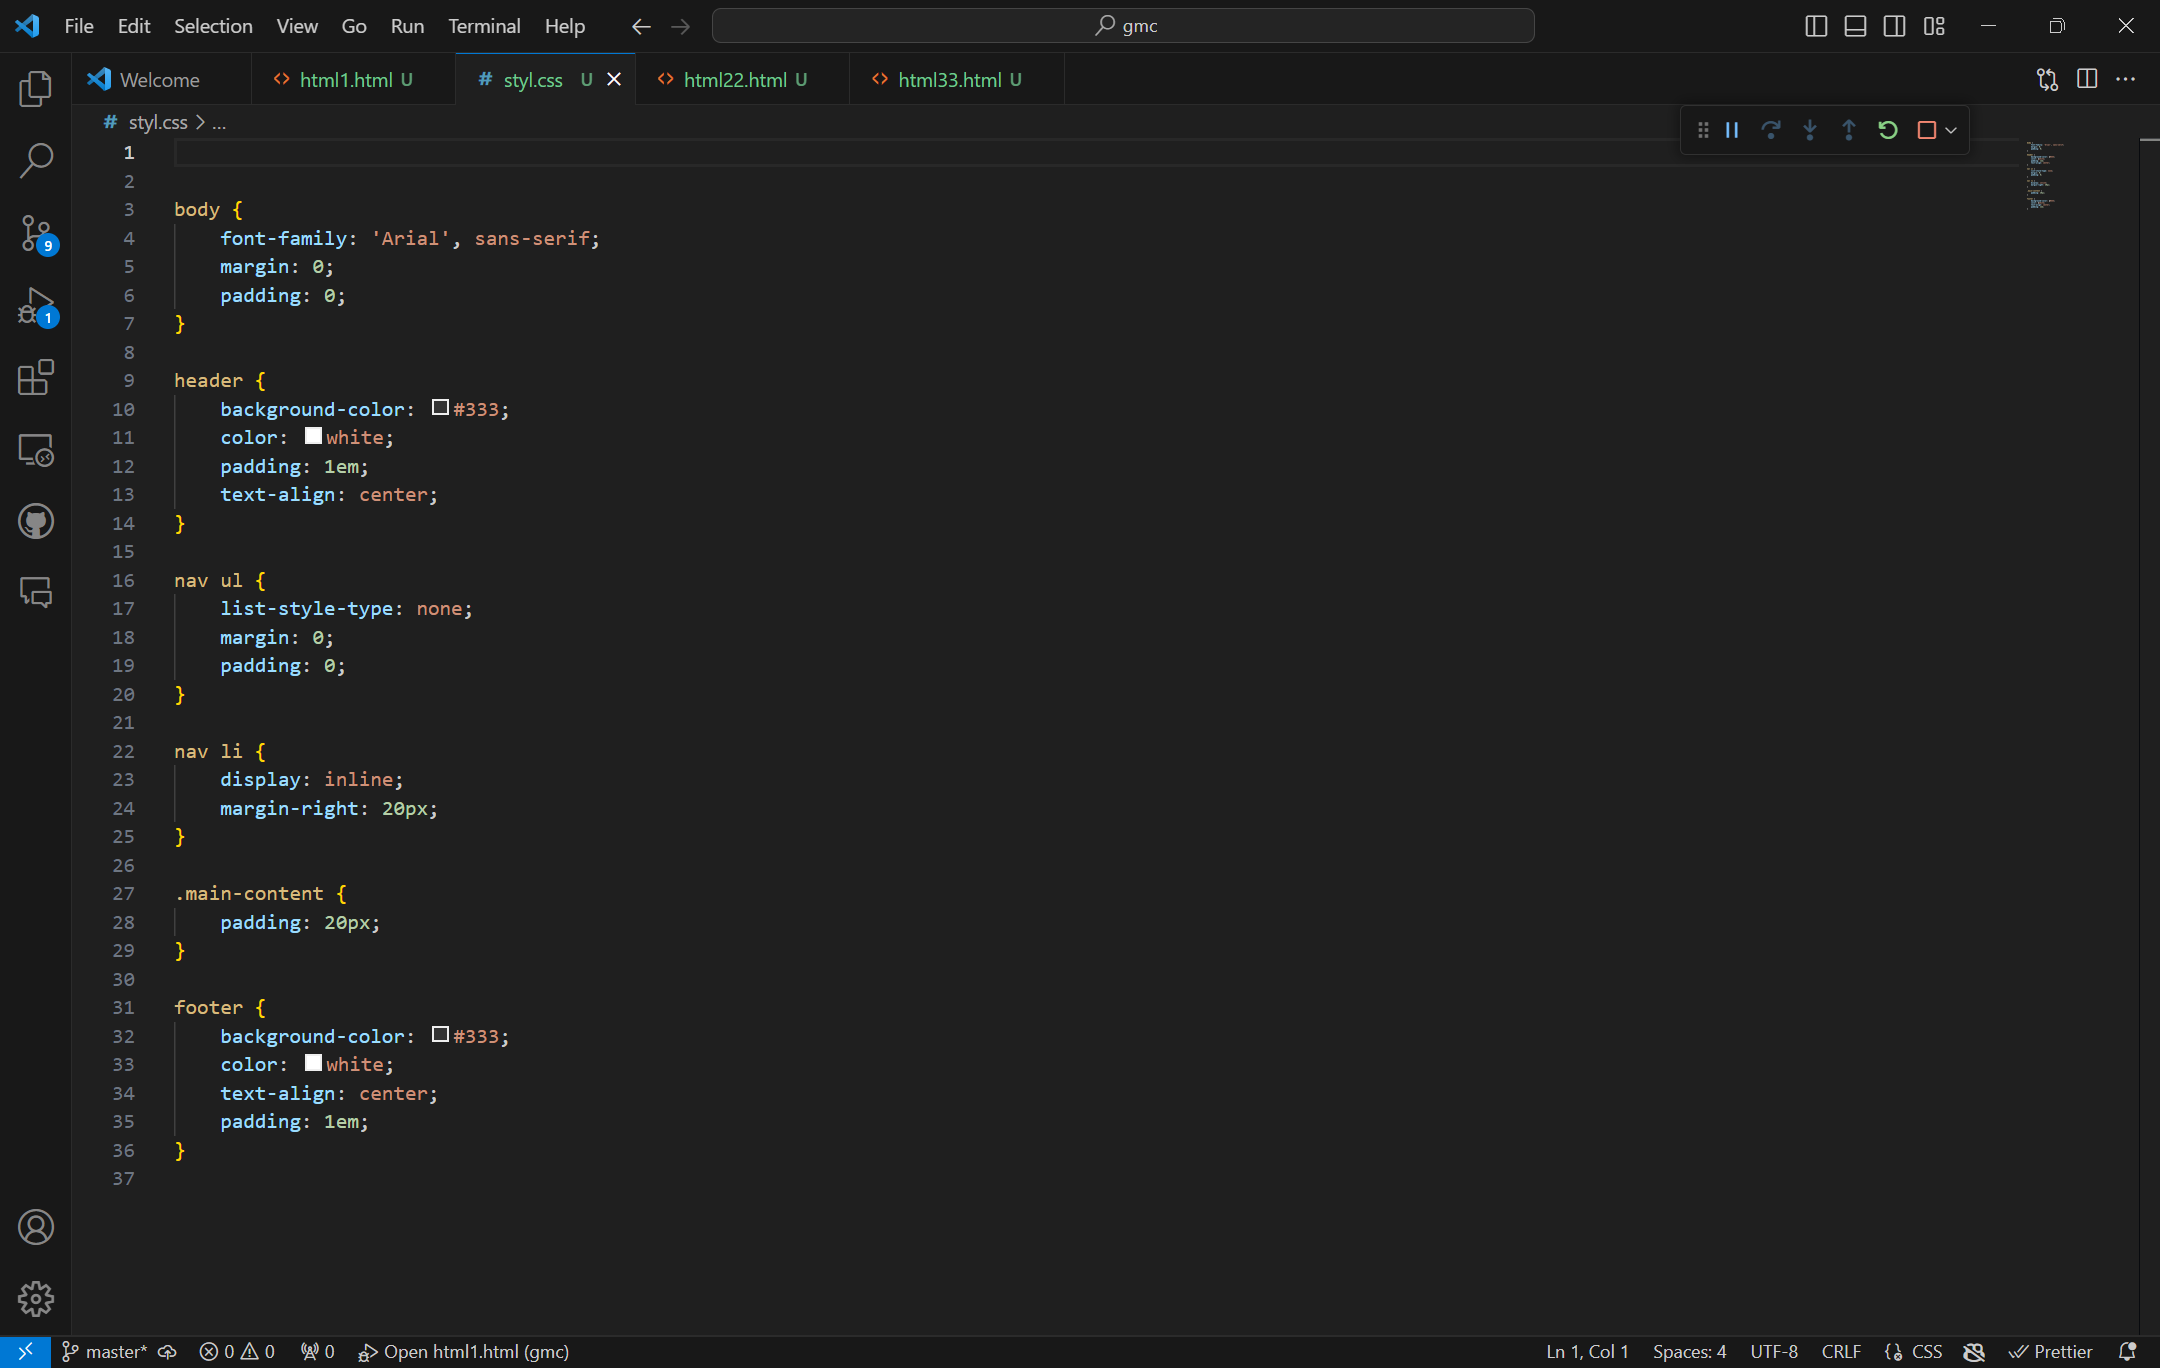 File Edit Selection View Go Run Terminal Help gmc
Welcome html1.html U # styl.css U html22.html U html33.html U
# styl.css > ...
1
2
3 body {
4 font-family: 'Arial', sans-serif;
5 margin: 0;
6 padding: 0;
7 }
8
9 header {
10 background-color: #333;
11 color: white;
12 padding: 1em;
13 text-align: center;
14 }
15
16 nav ul {
17 list-style-type: none;
18 margin: 0;
19 padding: 0;
20 }
21
22 nav li {
23 display: inline;
24 margin-right: 20px;
25 }
26
27 .main-content {
28 padding: 20px;
29 }
30
31 footer {
32 background-color: #333;
33 color: white;
34 text-align: center;
35 padding: 1em;
36 }
37
9
1
master* 0 0 0 Open html1.html (gmc) Ln 1, Col 1 Spaces: 4 UTF-8 CRLF CSS Prettier